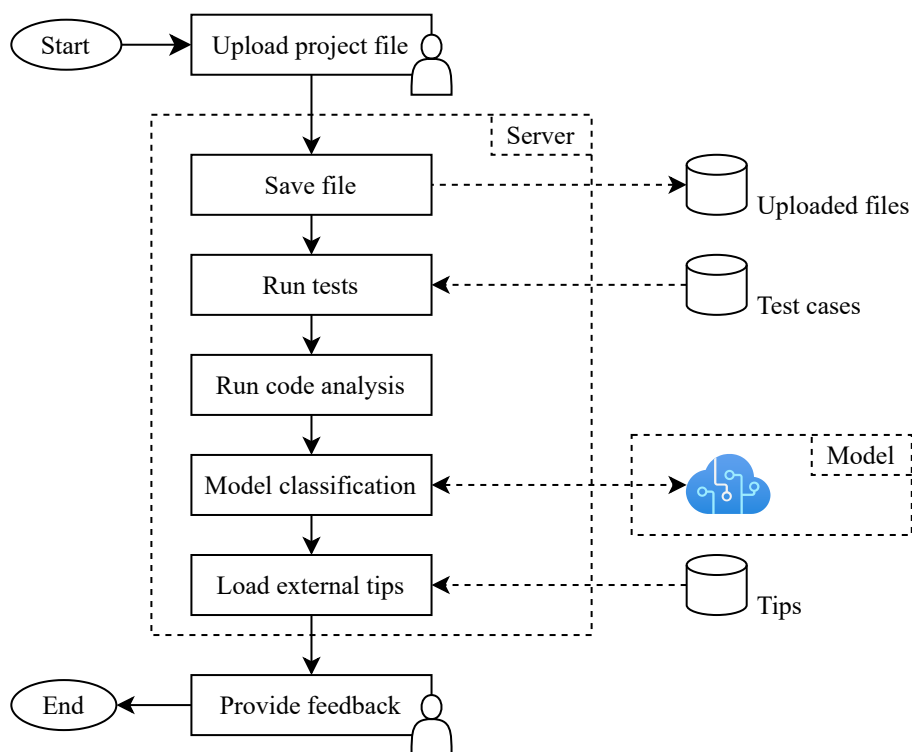 Start
Upload project file
Server
Save file
Uploaded files
Run tests
Test cases
Run code analysis
Model
Model classification
Load external tips
Tips
End
Provide feedback